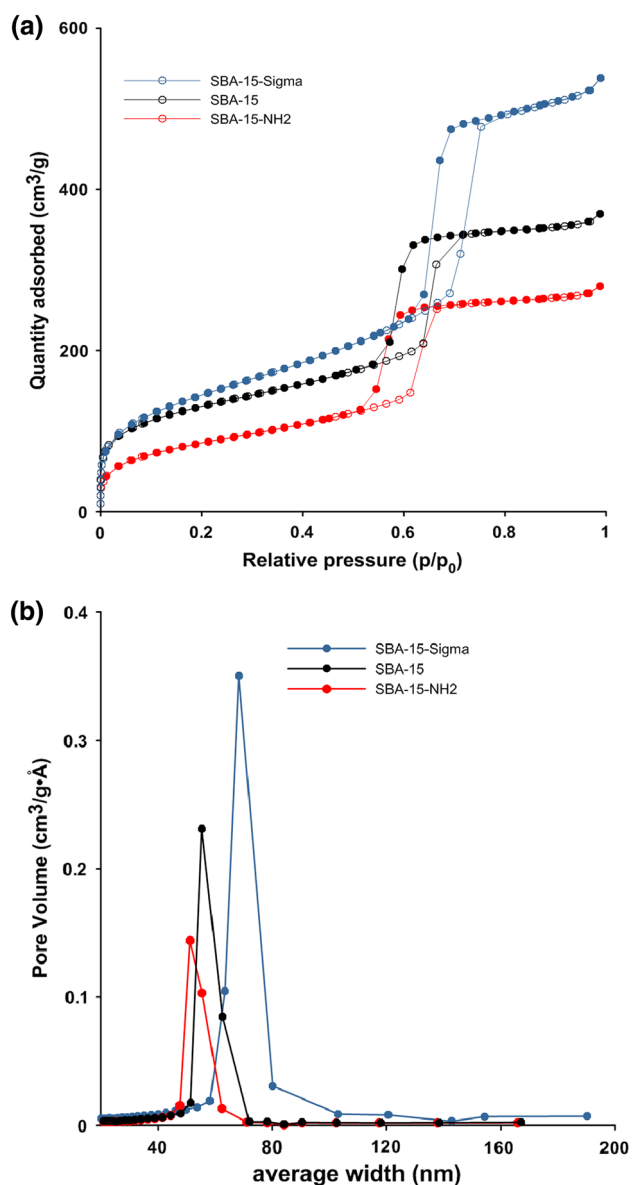 (a)
600
400
200
0
Quantity adsorbed (cm³/g)
SBA-15-Sigma
SBA-15
SBA-15-NH2
0 0.2 0.4 0.6 0.8 1
Relative pressure (p/p₀)
(b)
0.4
0.3
0.2
0.1
0
Pore Volume (cm³/g•Å)
SBA-15-Sigma
SBA-15
SBA-15-NH2
40 80 120 160 200
average width (nm)